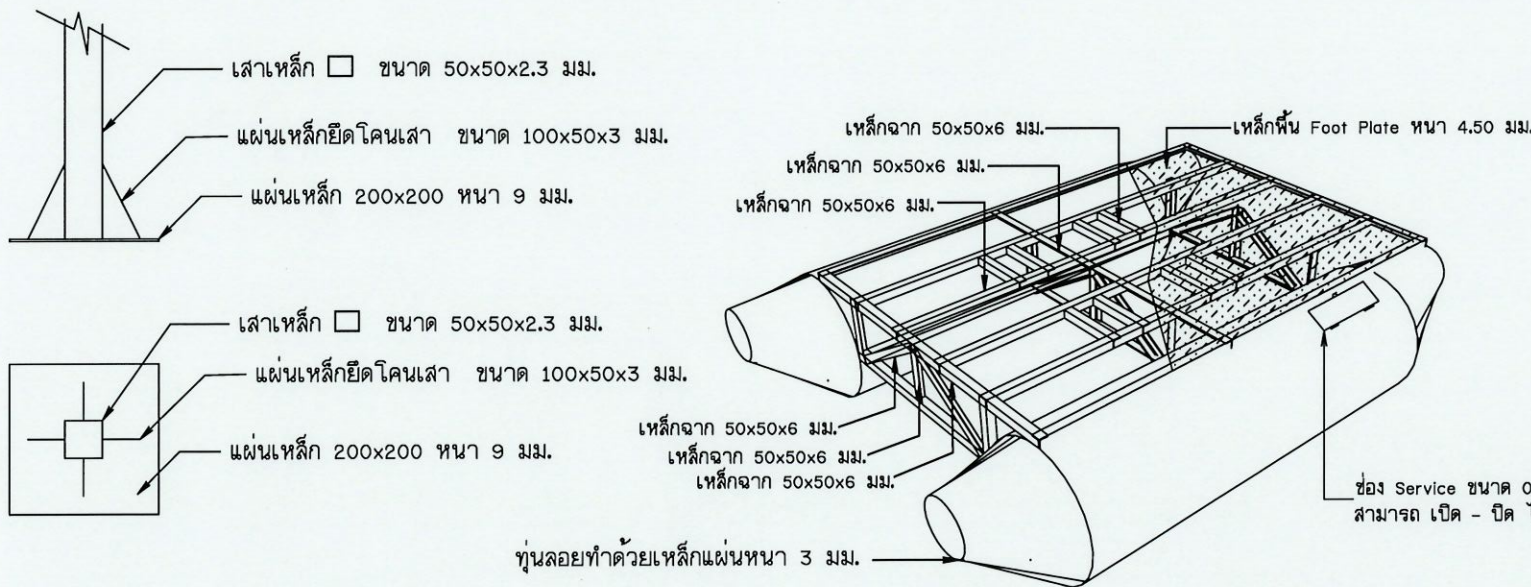 เสาเหล็ก ขนาด 50x50x2.3 มม.
แผ่นเหล็กยึดโคนเสา ขนาด 100x50x3 มม.
แผ่นเหล็ก 200x200 หนา 9 มม.
เสาเหล็ก ขนาด 50x50x2.3 มม.
แผ่นเหล็กยึดโคนเสา ขนาด 100x50x3 มม.
แผ่นเหล็ก 200x200 หนา 9 มม.
เหล็กฉาก 50x50x6 มม.
เหล็กพื้น Foot Plate หนา 4.50 มม.
เหล็กฉาก 50x50x6 มม.
เหล็กฉาก 50x50x6 มม.
เหล็กฉาก 50x50x6 มม.
เหล็กฉาก 50x50x6 มม.
เหล็กฉาก 50x50x6 มม.
ช่อง Service ขนาด
สามารถ เปิด - ปิด
ทุ่นลอยทำด้วยเหล็กแผ่นหนา 3 มม.